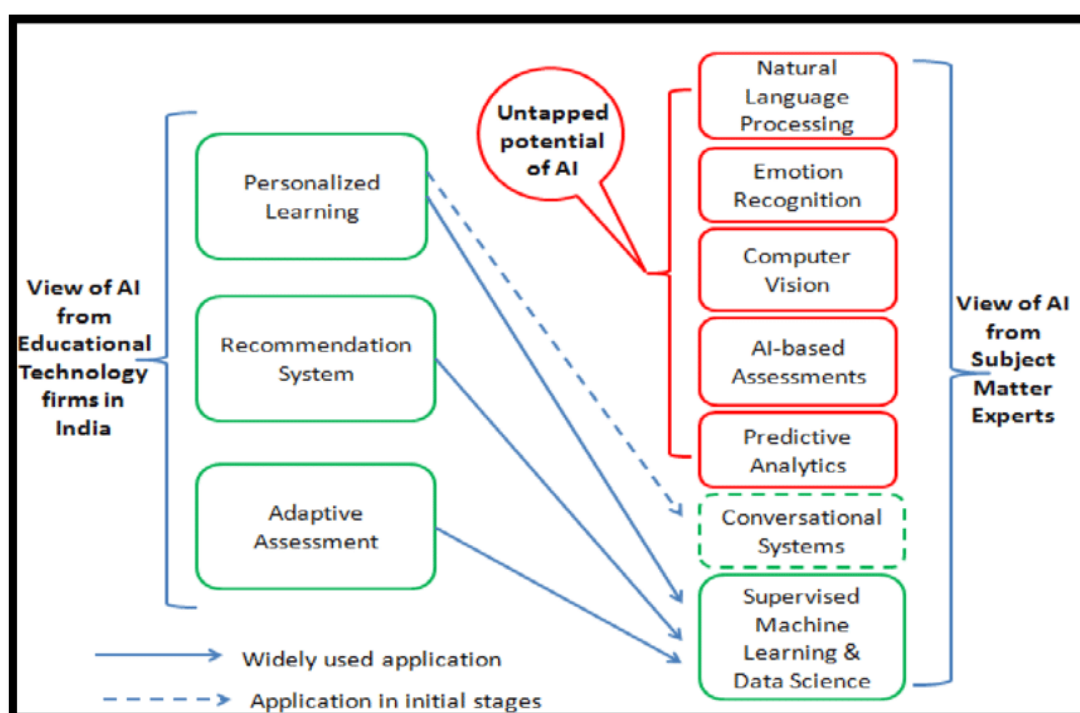 View of AI
from
Educational
Technology
firms in
India
Personalized
Learning
Recommendation
System
Adaptive
Assessment
Untapped
potential
of AI
Natural
Language
Processing
Emotion
Recognition
Computer
Vision
AI-based
Assessments
Predictive
Analytics
Conversational
Systems
Supervised
Machine
Learning &
Data Science
View of AI
from
Subject
Matter
Experts
Widely used application
Application in initial stages